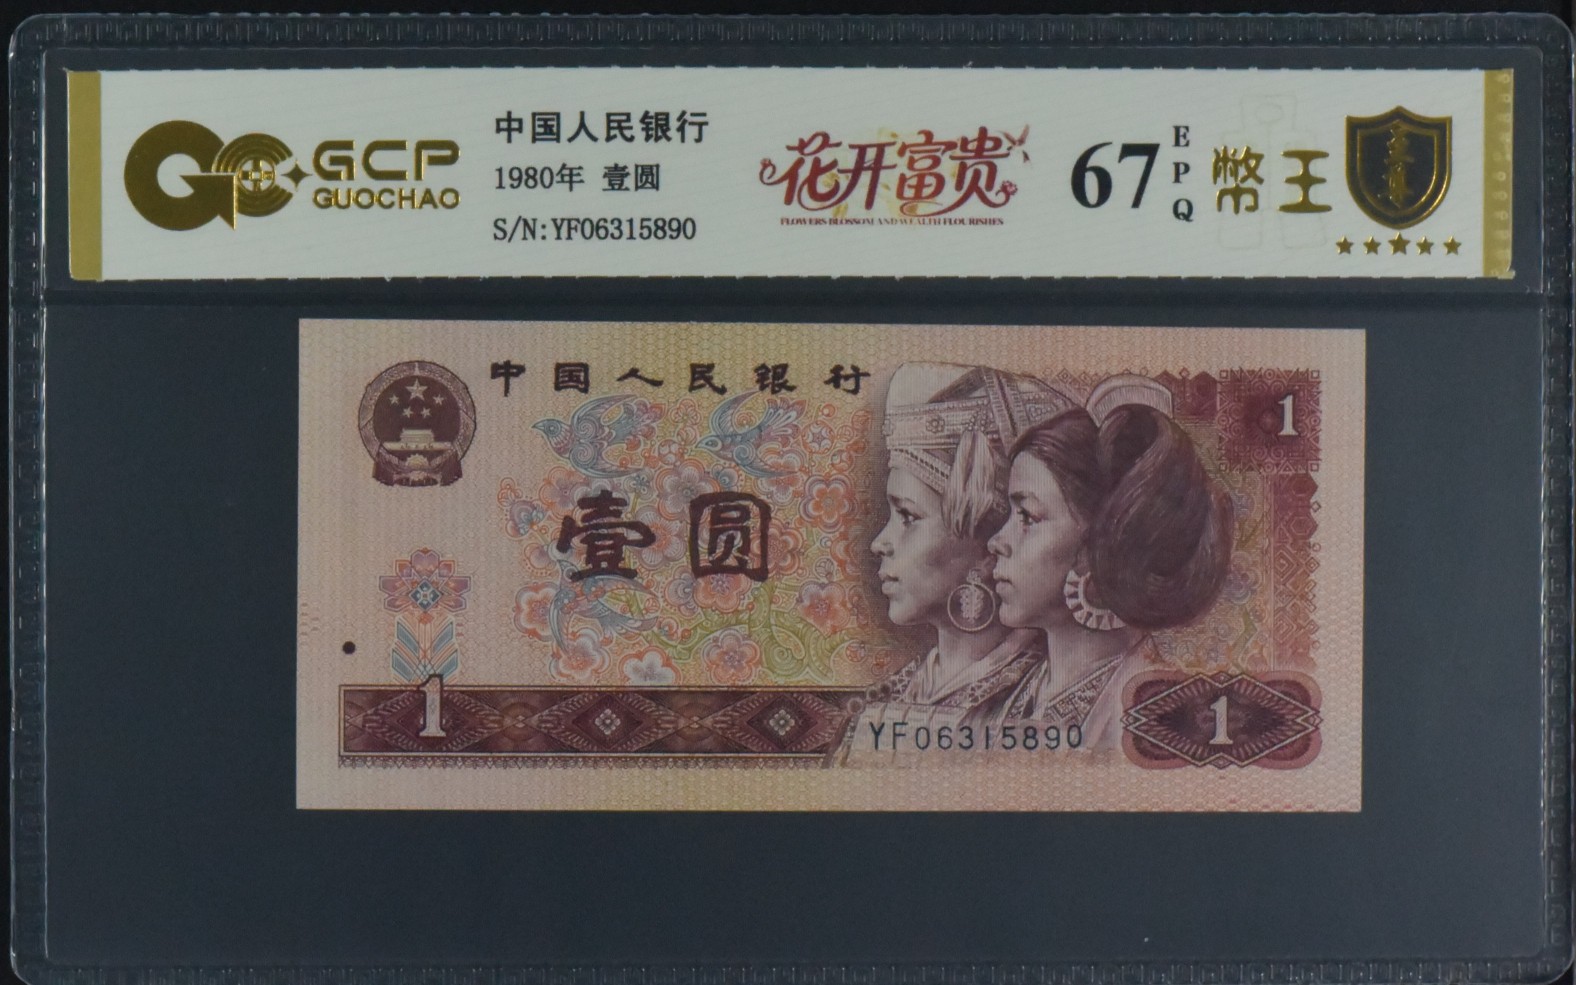 GCP
GUOCHAO
中国人民银行
1980年 壹圆
S/N:YF06315890
花开富贵
FLOWERS BLOSSOM AND WEALTH FLOURISHES
67
EPQ
幣王
中国人民银行
1
壹圆
1
YF06315890
1